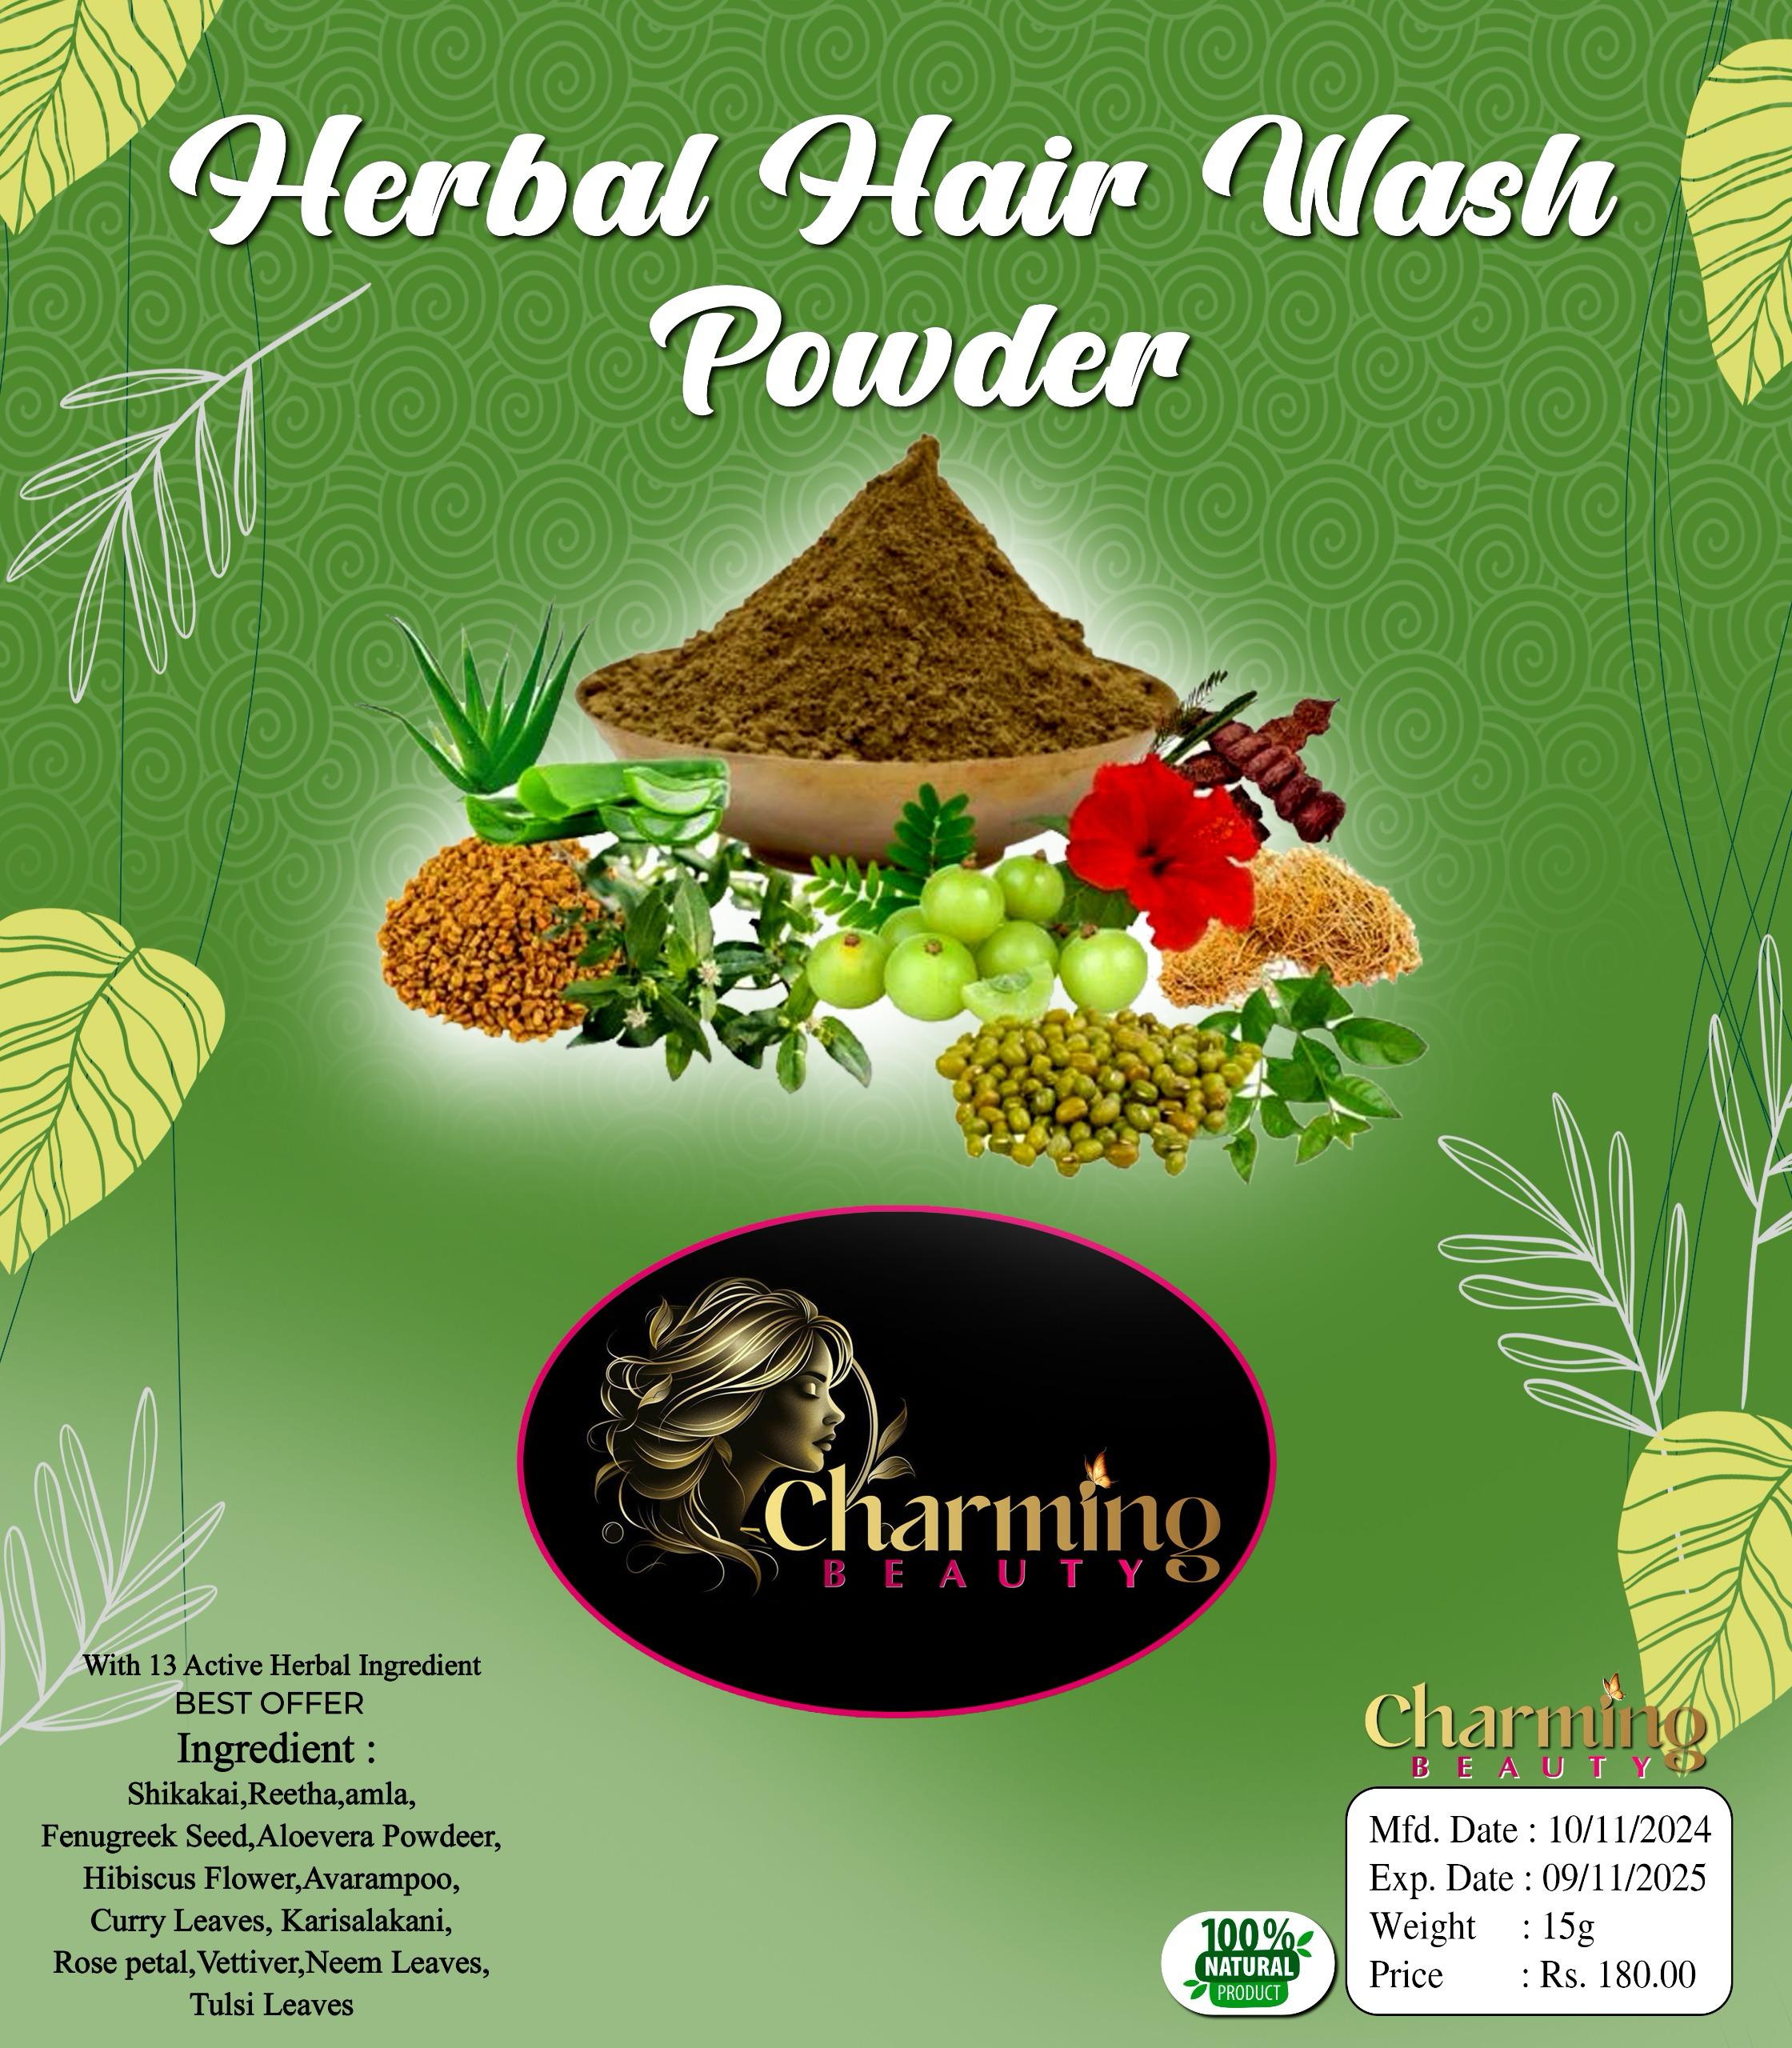 Herbal Hair Wash
Powder
Charming
BEAUTY
With 13 Active Herbal Ingredient
BEST OFFER
Ingredient :
Shikakai,Reetha,amla,
Fenugreek Seed,Aloevera Powdeer,
Hibiscus Flower,Avarampoo,
Curry Leaves, Karisalakani,
Rose petal,Vettiver,Neem Leaves,
Tulsi Leaves
100%
NATURAL
PRODUCT
Charming
BEAUTY
Mfd. Date : 10/11/2024
Exp. Date : 09/11/2025
Weight : 15g
Price : Rs. 180.00